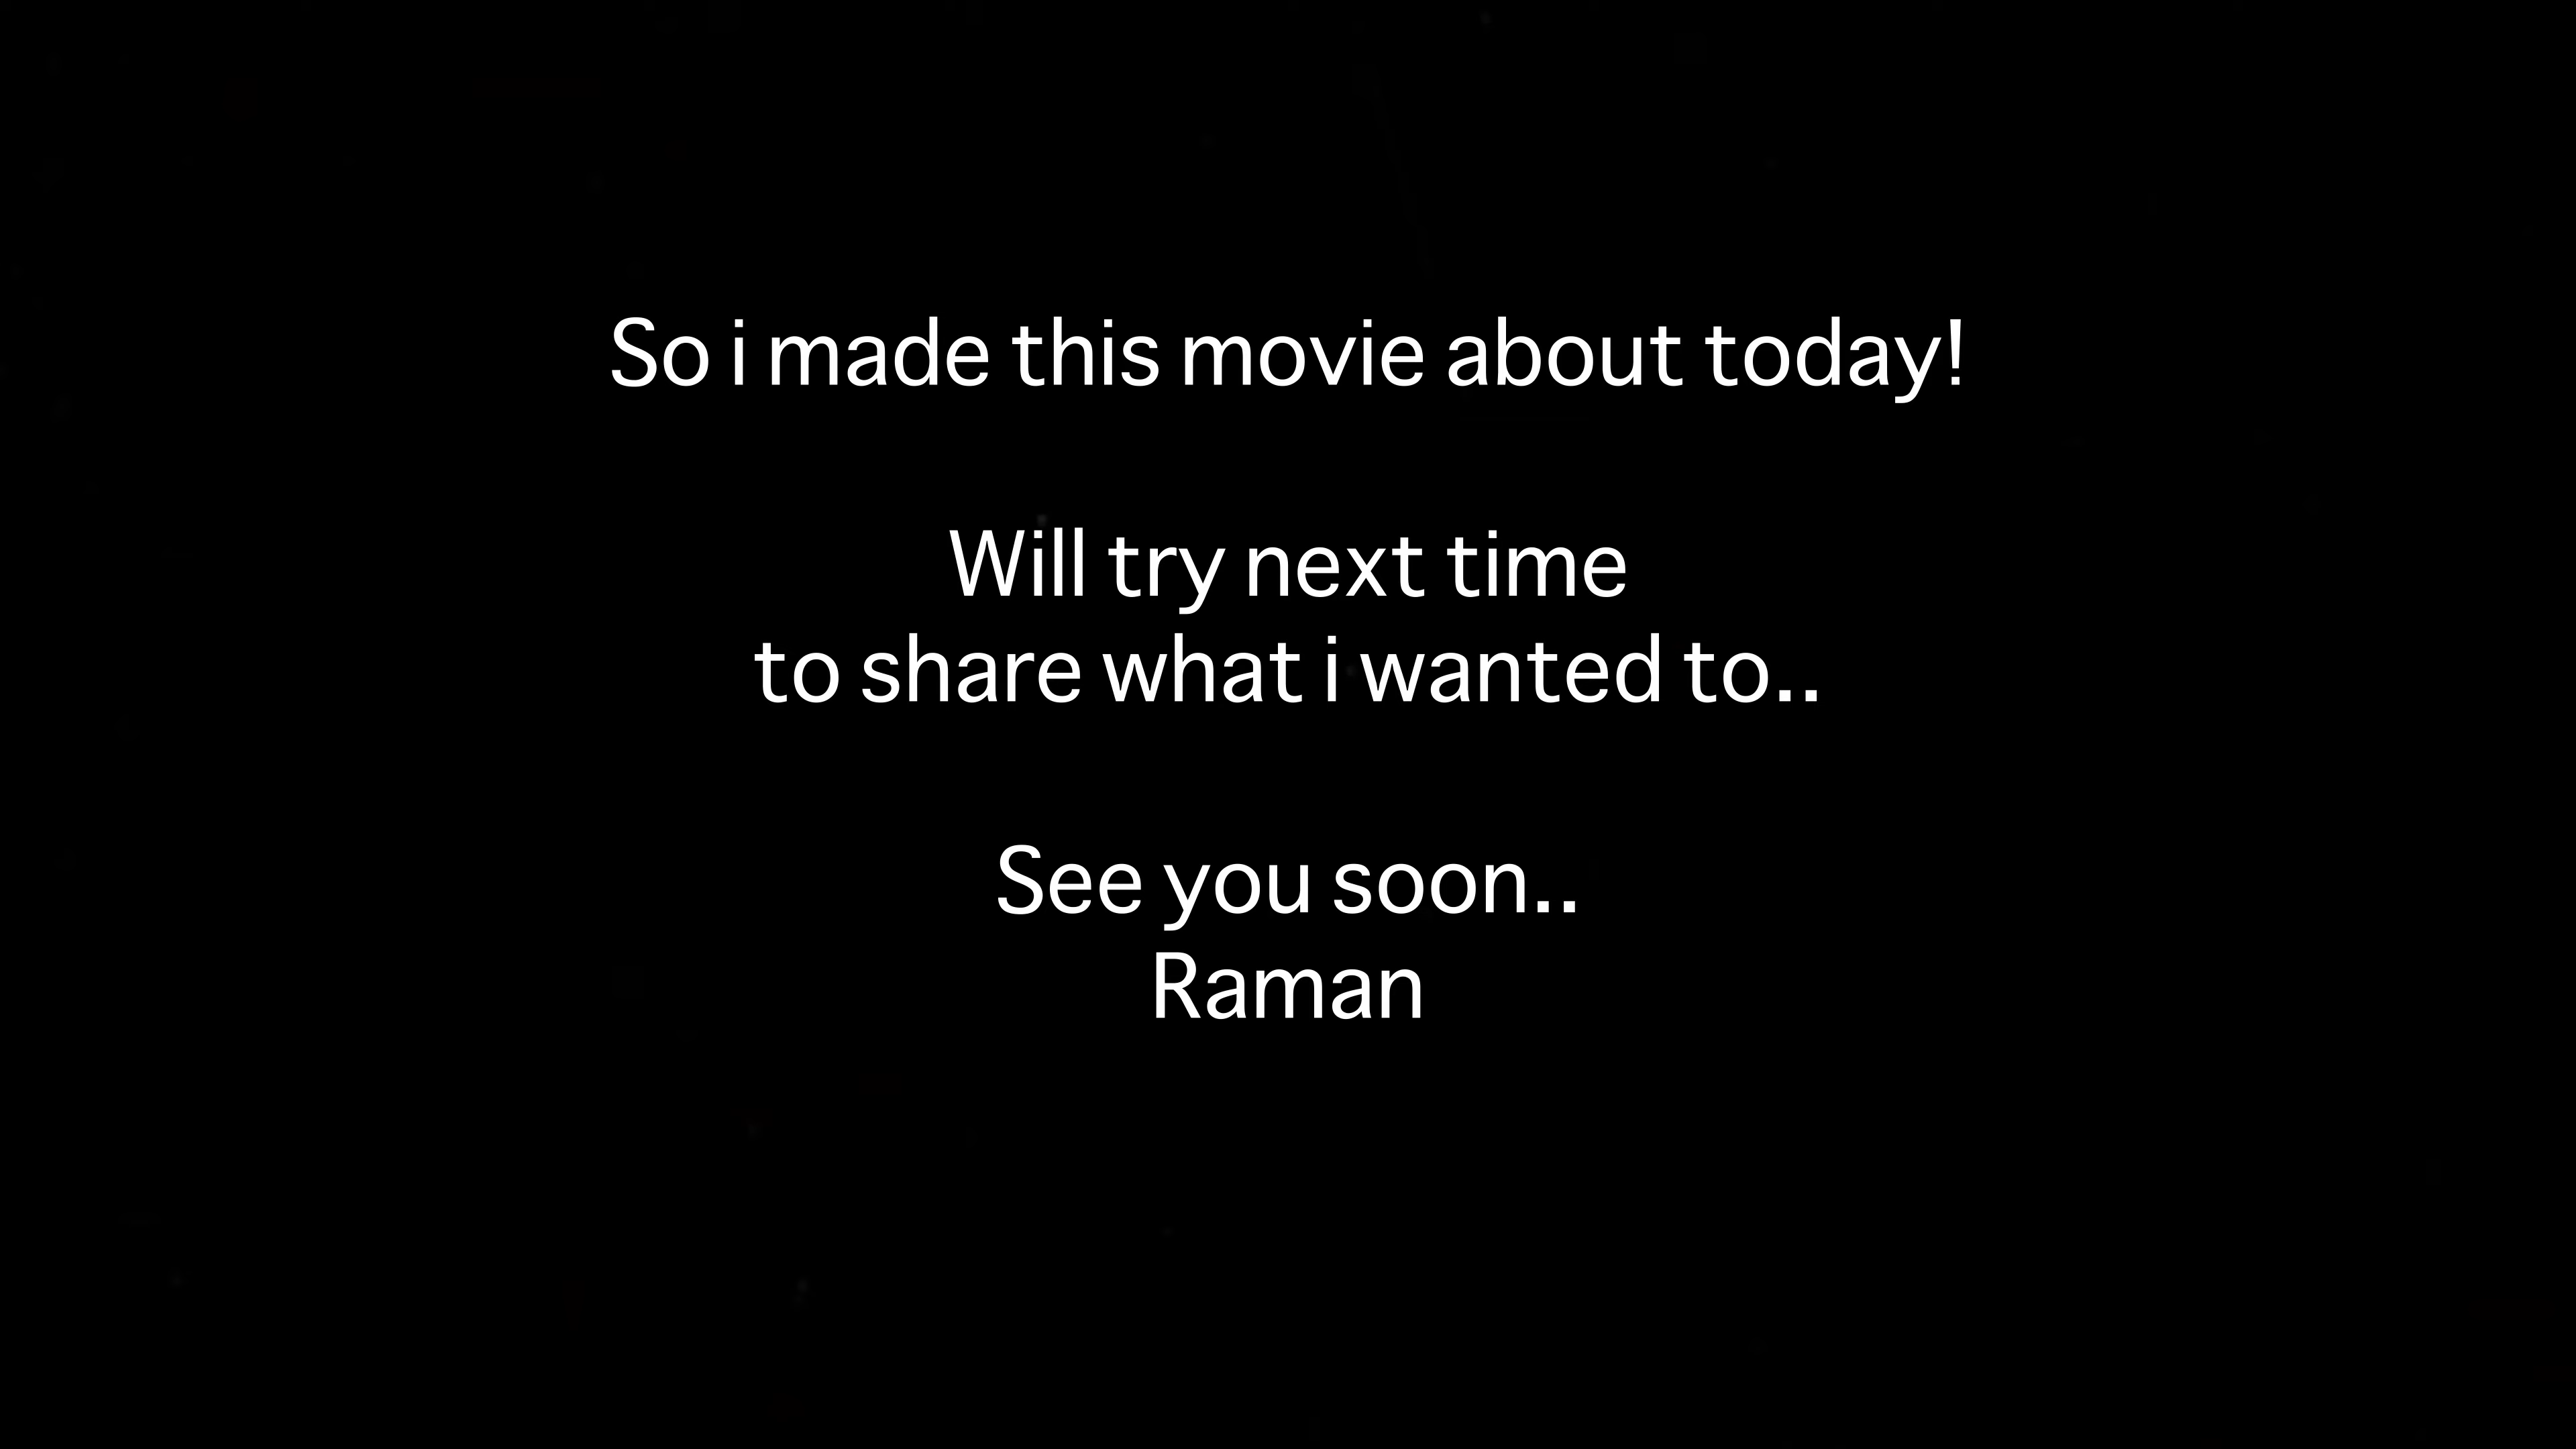 So i made this movie about today!
Will try next time
to share what i wanted to..
See you soon..
Raman